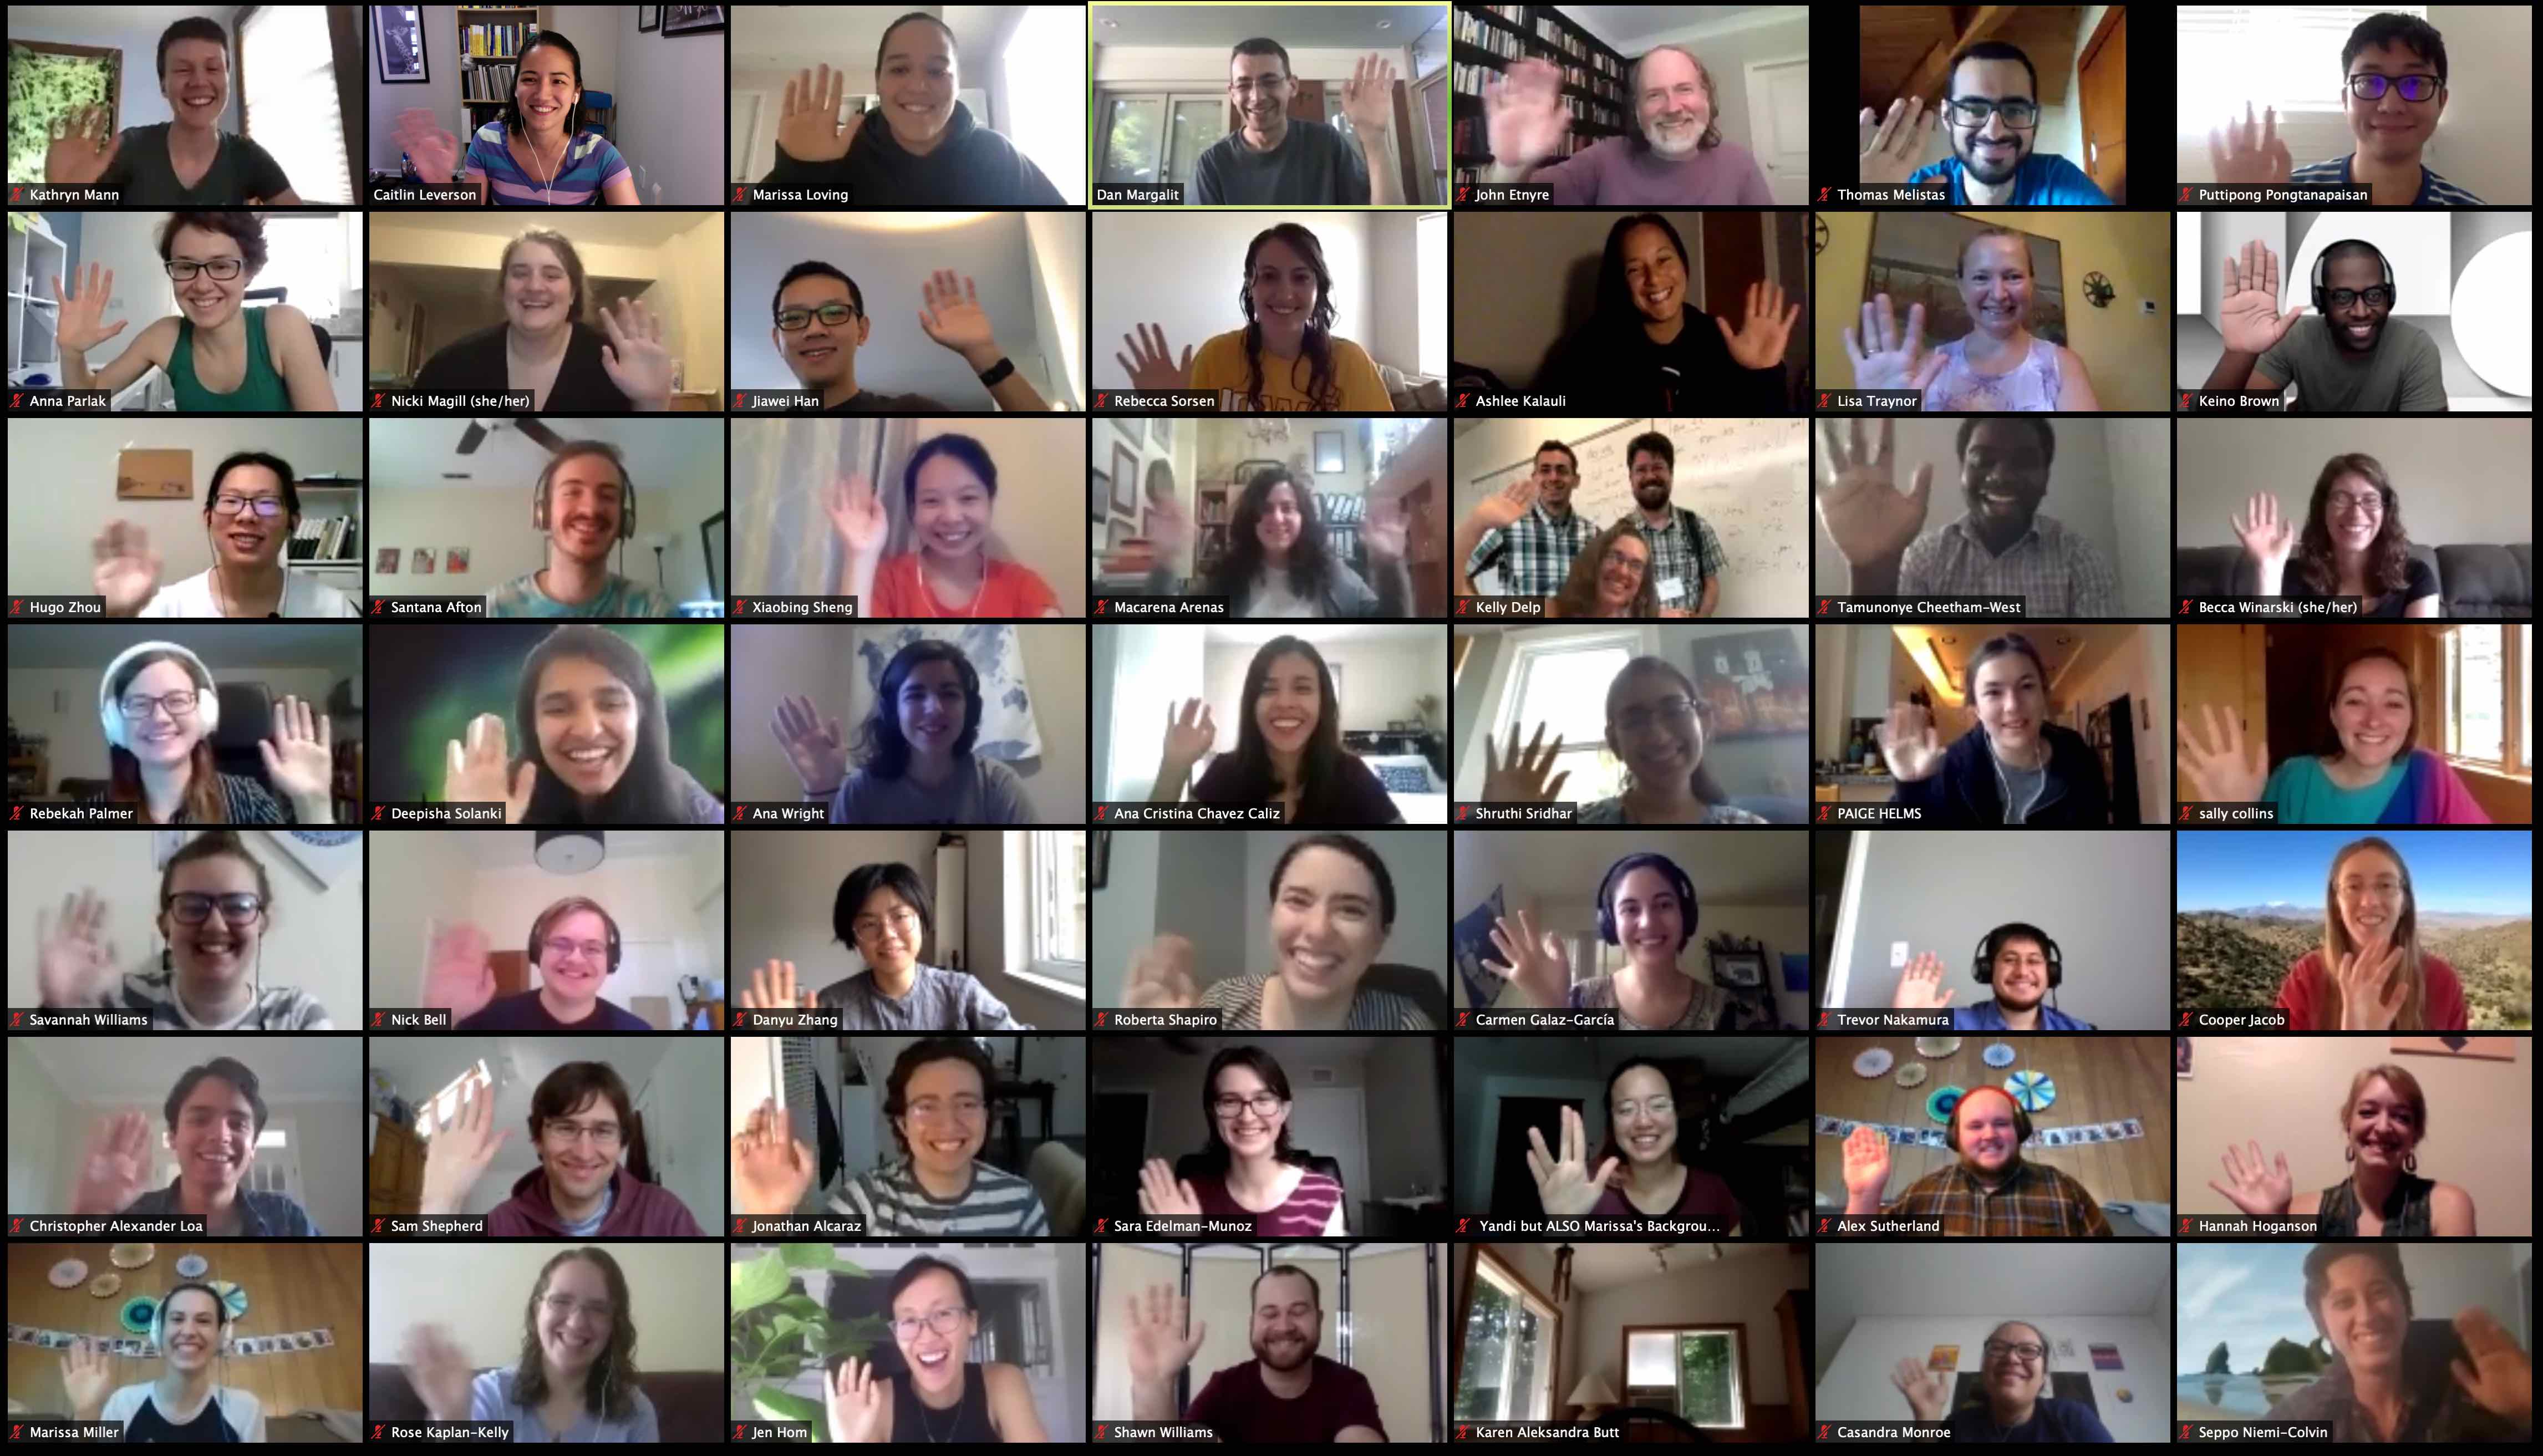 Kathryn Mann
Caitlin Leverson
Marissa Loving
Dan Margalit
John Etnyre
Thomas Melistas
Puttipong Pongtanapaisan
Anna Parlak
Nicki Magill (she/her)
Jiawei Han
Rebecca Sorsen
Ashlee Kalauli
Lisa Traynor
Keino Brown
Hugo Zhou
Santana Afton
Xiaobing Sheng
Macarena Arenas
Kelly Delp
Tamunonye Cheetham-West
Becca Winarski (she/her)
Rebekah Palmer
Deepisha Solanki
Ana Wright
Ana Cristina Chavez Caliz
Shruthi Sridhar
PAIGE HELMS
sally collins
Savannah Williams
Nick Bell
Danyu Zhang
Roberta Shapiro
Carmen Galaz-García
Trevor Nakamura
Cooper Jacob
Christopher Alexander Loa
Sam Shepherd
Jonathan Alcaraz
Sara Edelman-Munoz
Yandi but ALSO Marissa's Backgrou...
Alex Sutherland
Hannah Hoganson
Marissa Miller
Rose Kaplan-Kelly
Jen Hom
Shawn Williams
Karen Aleksandra Butt
Casandra Monroe
Seppo Niemi-Colvin